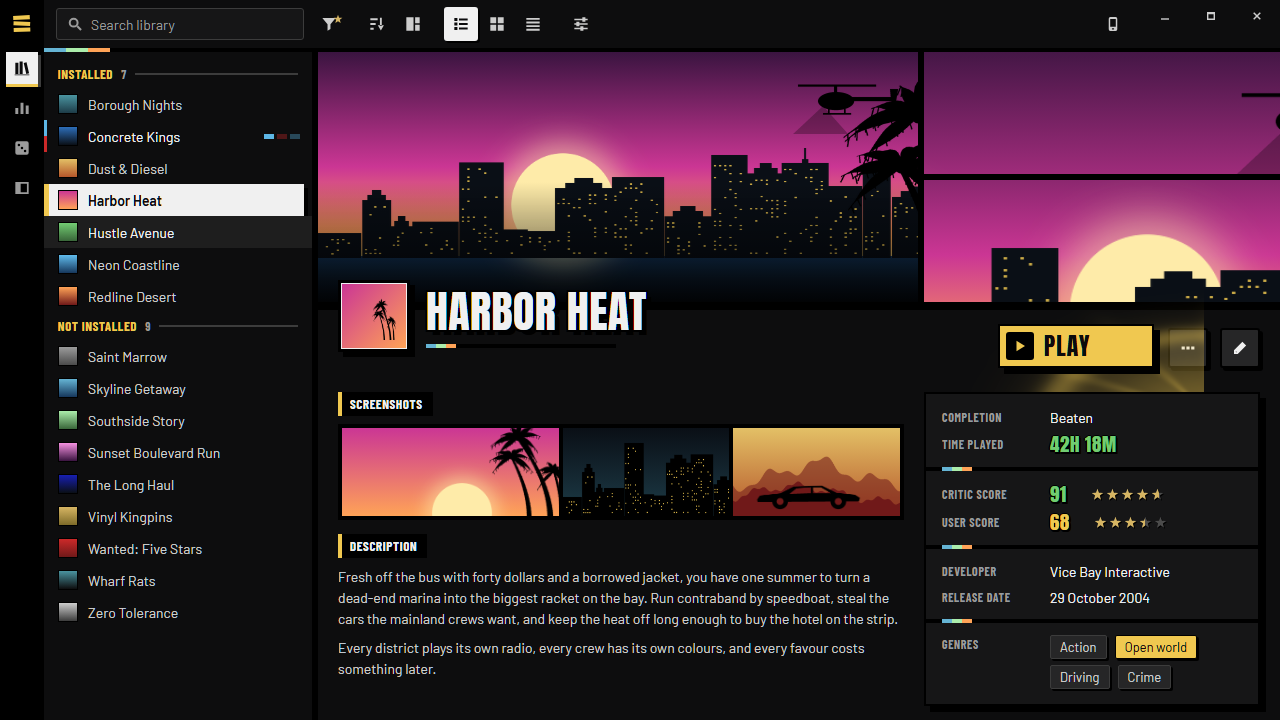 Search library
INSTALLED 7
Borough Nights
Concrete Kings
Dust & Diesel
Harbor Heat
Hustle Avenue
Neon Coastline
Redline Desert
NOT INSTALLED 9
Saint Marrow
Skyline Getaway
Southside Story
Sunset Boulevard Run
The Long Haul
Vinyl Kingpins
Wanted: Five Stars
Wharf Rats
Zero Tolerance
HARBOR HEAT
PLAY
SCREENSHOTS
DESCRIPTION
Fresh off the bus with forty dollars and a borrowed jacket, you have one summer to turn a
dead-end marina into the biggest racket on the bay. Run contraband by speedboat, steal the
cars the mainland crews want, and keep the heat off long enough to buy the hotel on the strip.
Every district plays its own radio, every crew has its own colours, and every favour costs
something later.
COMPLETION Beaten
TIME PLAYED 42H 18M
CRITIC SCORE 91
USER SCORE 68
DEVELOPER Vice Bay Interactive
RELEASE DATE 29 October 2004
GENRES Action Open world
Driving Crime